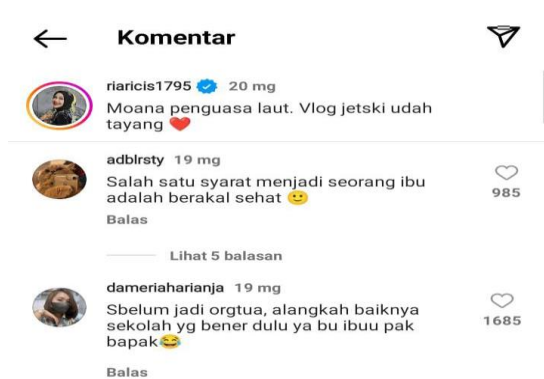 Komentar
riaricis1795 20 mg
Moana penguasa laut. Vlog jetski udah
tayang ❤️
adblrsty 19 mg
Salah satu syarat menjadi seorang ibu
adalah berakal sehat 🙂
985
Balas
Lihat 5 balasan
dameriaharianja 19 mg
Sbelum jadi orgtua, alangkah baiknya
sekolah yg bener dulu ya bu ibuu pak
bapak😂
1685
Balas